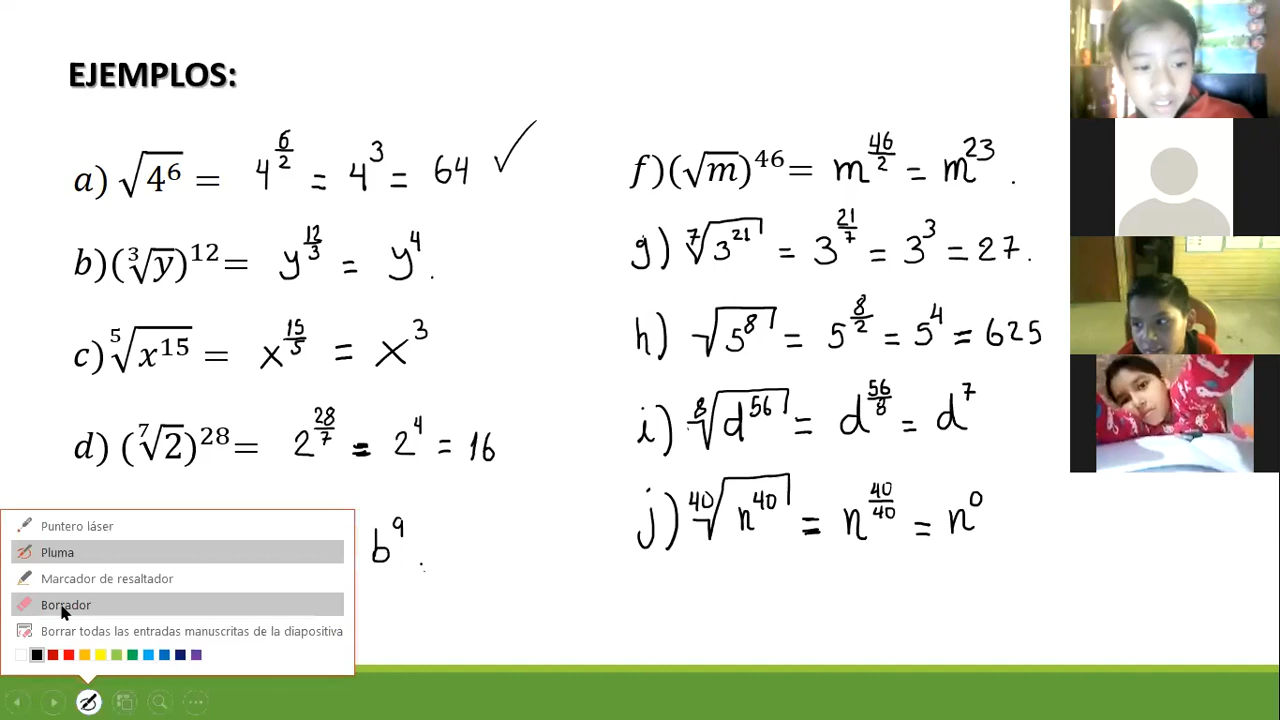 EJEMPLOS:
a) √4⁶ = 4^(6/2) = 4³ = 64 ✓
b) (³√y)¹² = y^(12/3) = y⁴.
c) ⁵√x¹⁵ = x^(15/5) = x³
d) (⁷√2)²⁸ = 2^(28/7) = 2⁴ = 16
b⁹.
f) (√m)⁴⁶ = m^(46/2) = m²³.
g) ⁷√3²¹ = 3^(21/7) = 3³ = 27.
h) √5⁸ = 5^(8/2) = 5⁴ = 625
i) ⁸√d⁵⁶ = d^(56/8) = d⁷
j) ⁴⁰√n⁴⁰ = n^(40/40) = n⁰
Puntero láser
Pluma
Marcador de resaltador
Borrador
Borrar todas las entradas manuscritas de la diapositiva